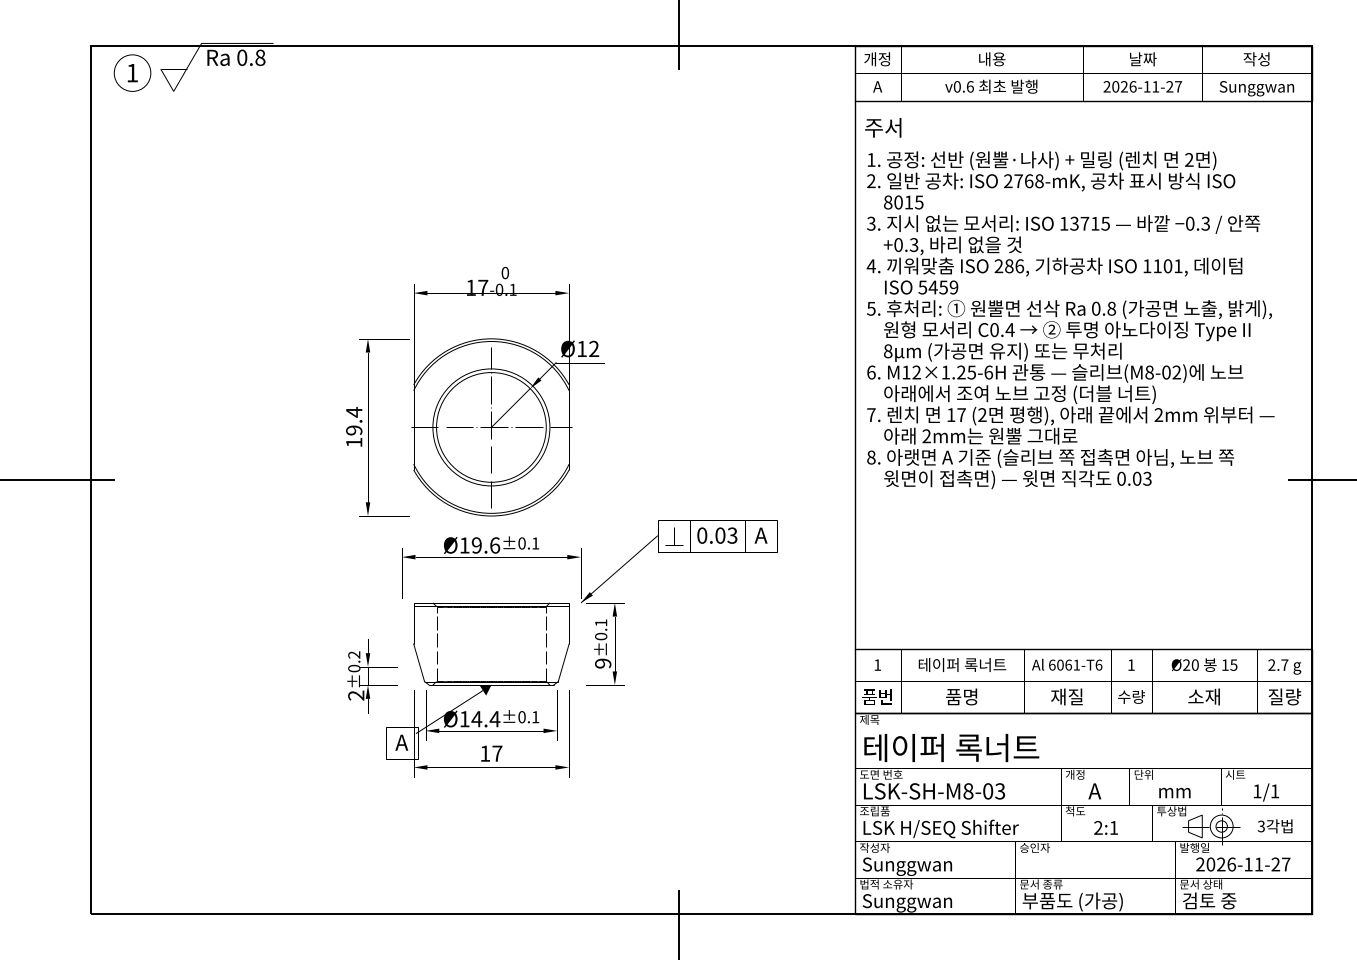 1 Ra 0.8
개정 내용 날짜 작성
A v0.6 최초 발행 2026-11-27 Sunggwan
주서
1. 공정: 선반 (원뿔·나사) + 밀링 (렌치 면 2면)
2. 일반 공차: ISO 2768-mK, 공차 표시 방식 ISO
8015
3. 지시 없는 모서리: ISO 13715 — 바깥 −0.3 / 안쪽
+0.3, 바리 없을 것
4. 끼워맞춤 ISO 286, 기하공차 ISO 1101, 데이텀
ISO 5459
5. 후처리: ① 원뿔면 선삭 Ra 0.8 (가공면 노출, 밝게),
원형 모서리 C0.4 → ② 투명 아노다이징 Type II
8µm (가공면 유지) 또는 무처리
6. M12×1.25-6H 관통 — 슬리브(M8-02)에 노브
아래에서 조여 노브 고정 (더블 너트)
7. 렌치 면 17 (2면 평행), 아래 끝에서 2mm 위부터 —
아래 2mm는 원뿔 그대로
8. 아랫면 A 기준 (슬리브 쪽 접촉면 아님, 노브 쪽
윗면이 접촉면) — 윗면 직각도 0.03
0
17-0.1
Ø12
19.4
Ø19.6±0.1
⊥ 0.03 A
9±0.1
2±0.2
Ø14.4±0.1
A
17
1 테이퍼 록너트 Al 6061-T6 1 Ø20 봉 15 2.7 g
품번 품명 재질 수량 소재 질량
제목
테이퍼 록너트
도면 번호 개정 단위 시트
LSK-SH-M8-03 A mm 1/1
조립품 척도 투상법
LSK H/SEQ Shifter 2:1 3각법
작성자 승인자 발행일
Sunggwan 2026-11-27
법적 소유자 문서 종류 문서 상태
Sunggwan 부품도 (가공) 검토 중